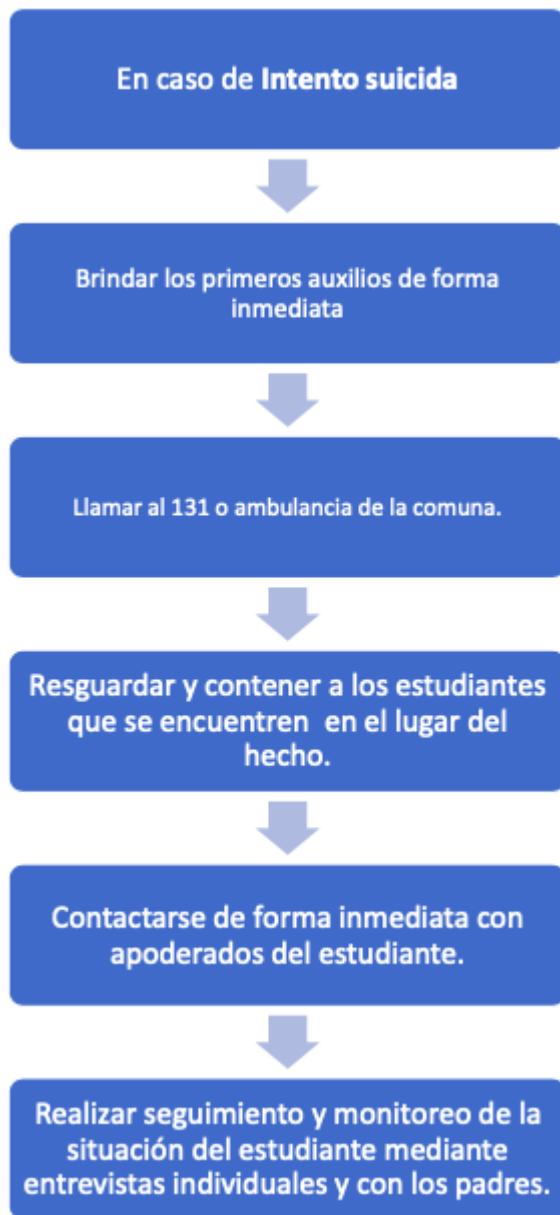 En caso de Intento suicida
Brindar los primeros auxilios de forma
inmediata
Llamar al 131 o ambulancia de la comuna.
Resguardar y contener a los estudiantes
que se encuentren en el lugar del
hecho.
Contactarse de forma inmediata con
apoderados del estudiante.
Realizar seguimiento y monitoreo de la
situación del estudiante mediante
entrevistas individuales y con los padres.